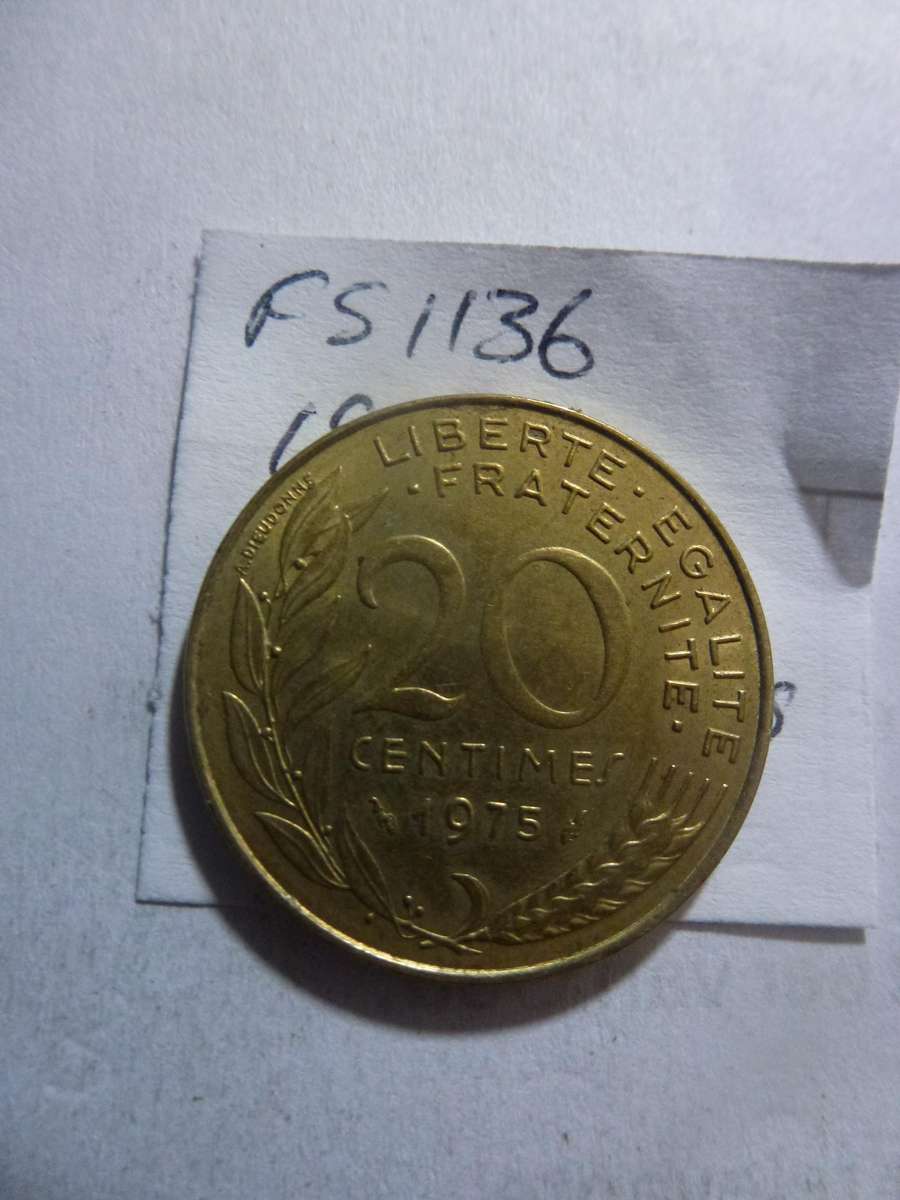 FS1136
LIBERTE · EGALITE
· FRATERNITE ·
A.DIEUDONNE
20
CENTIMES
1975